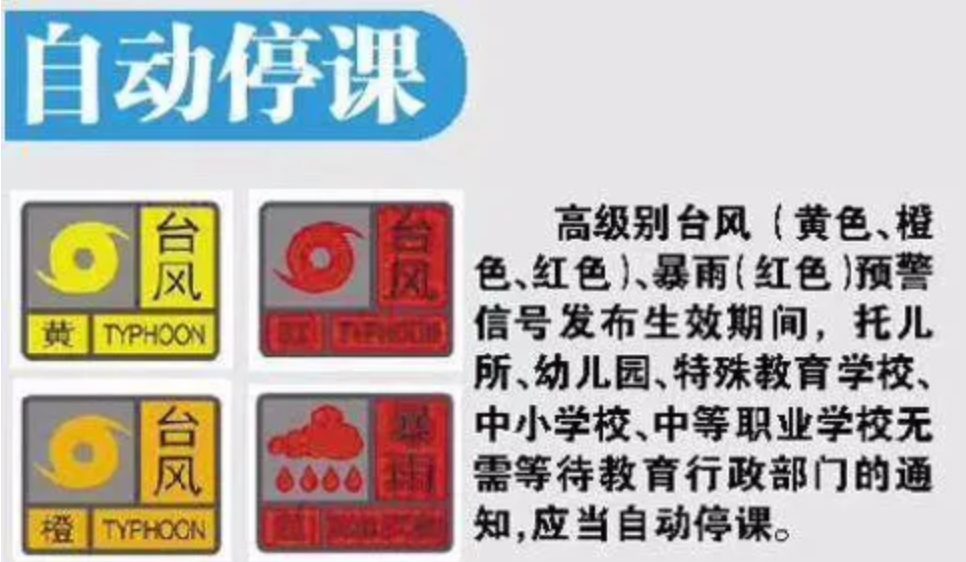 自动停课
台风
黄 TYPHOON
台风
红 TYPHOON
台风
橙 TYPHOON
暴雨
红
高级别台风(黄色、橙
色、红色)、暴雨(红色)预警
信号发布生效期间,托儿
所、幼儿园、特殊教育学校、
中小学校、中等职业学校无
需等待教育行政部门的通
知,应当自动停课。